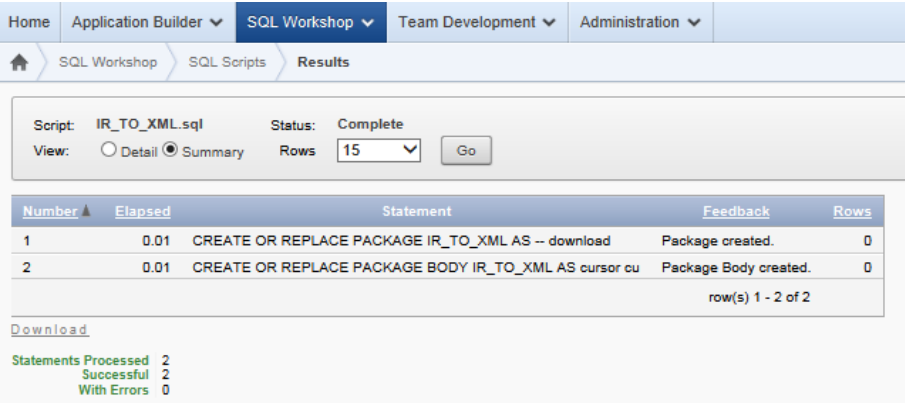 Home Application Builder SQL Workshop Team Development Administration
SQL Workshop SQL Scripts Results
Script: IR_TO_XML.sql Status: Complete
View: Detail Summary Rows 15 Go
Number Elapsed Statement Feedback Rows
1 0.01 CREATE OR REPLACE PACKAGE IR_TO_XML AS -- download Package created. 0
2 0.01 CREATE OR REPLACE PACKAGE BODY IR_TO_XML AS cursor cu Package Body created. 0
row(s) 1 - 2 of 2
Download
Statements Processed 2
Successful 2
With Errors 0